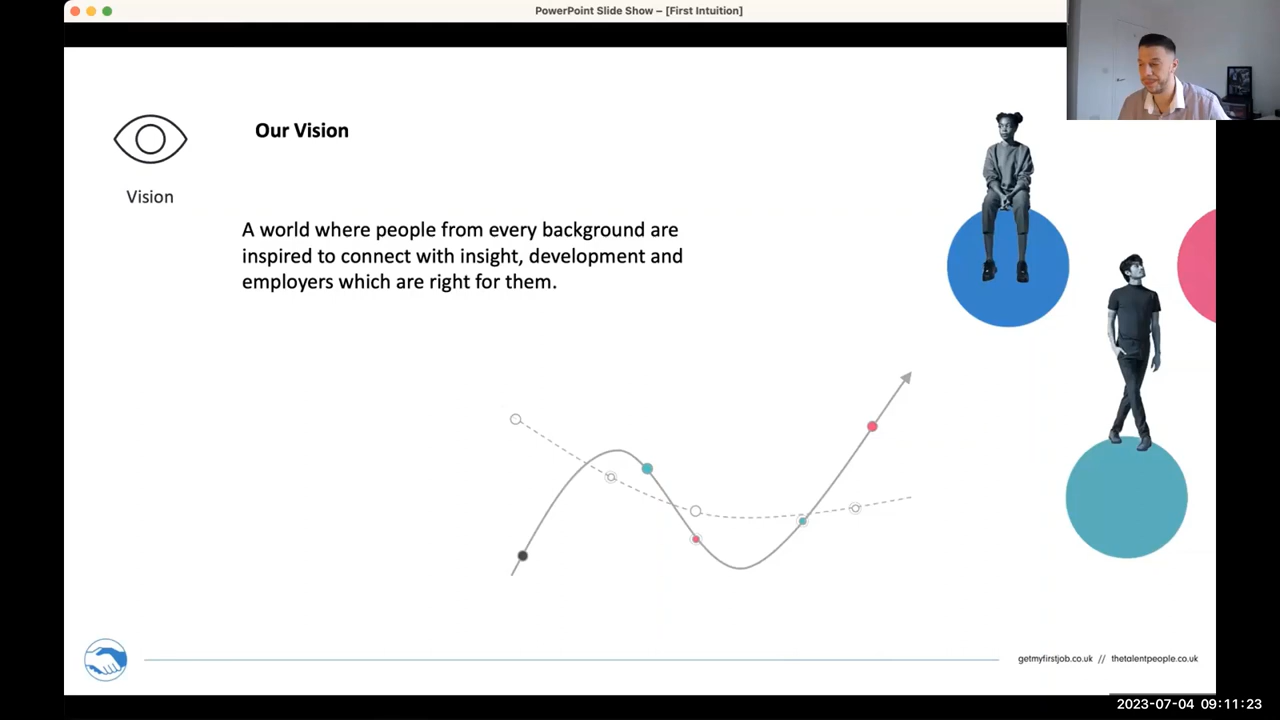 PowerPoint Slide Show – [First Intuition]
Our Vision
Vision
A world where people from every background are
inspired to connect with insight, development and
employers which are right for them.
getmyfirstjob.co.uk // thetalentpeople.co.uk
2023-07-04 09:11:23